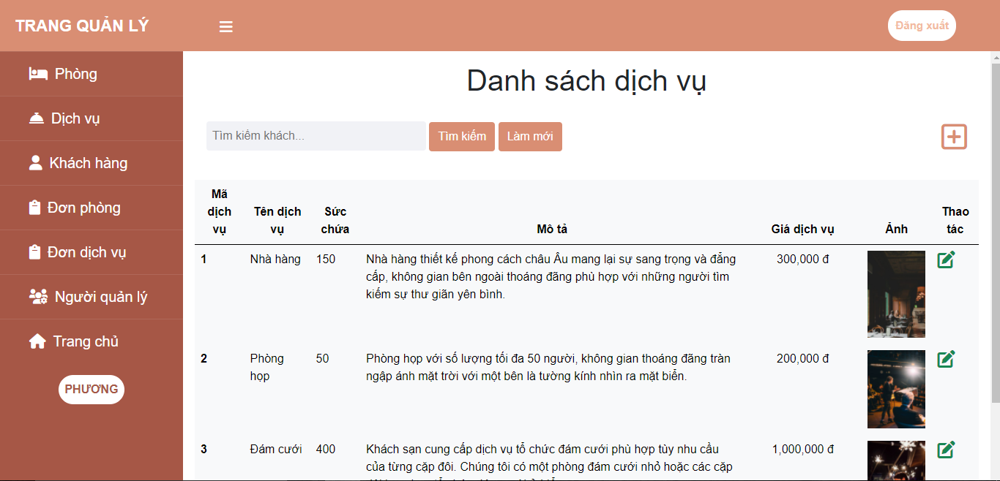 TRANG QUẢN LÝ
Đăng xuất
Phòng
Dịch vụ
Khách hàng
Đơn phòng
Đơn dịch vụ
Người quản lý
Trang chủ
PHƯƠNG
Danh sách dịch vụ
Tìm kiếm khách...
Tìm kiếm
Làm mới
Mã dịch vụ
Tên dịch vụ
Sức chứa
Mô tả
Giá dịch vụ
Ảnh
Thao tác
1
Nhà hàng
150
Nhà hàng thiết kế phong cách châu Âu mang lại sự sang trọng và đẳng
cấp, không gian bên ngoài thoáng đãng phù hợp với những người tìm
kiếm sự thư giãn yên bình.
300,000 đ
2
Phòng họp
50
Phòng họp với số lượng tối đa 50 người, không gian thoáng đãng tràn
ngập ánh mặt trời với một bên là tường kính nhìn ra mặt biển.
200,000 đ
3
Đám cưới
400
Khách sạn cung cấp dịch vụ tổ chức đám cưới phù hợp tùy nhu cầu
của từng cặp đôi. Chúng tôi có một phòng đám cưới nhỏ hoặc các cặp
1,000,000 đ